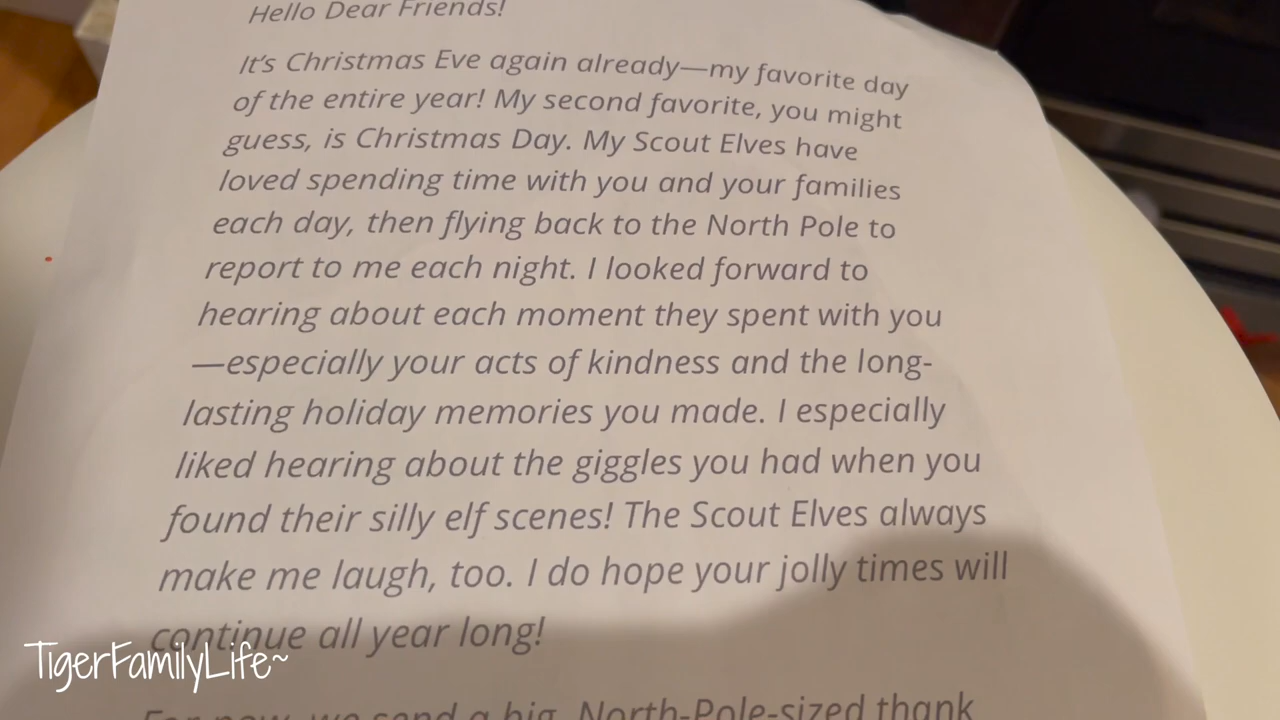 Hello Dear Friends!
It's Christmas Eve again already—my favorite day
of the entire year! My second favorite, you might
guess, is Christmas Day. My Scout Elves have
loved spending time with you and your families
each day, then flying back to the North Pole to
report to me each night. I looked forward to
hearing about each moment they spent with you
—especially your acts of kindness and the long-
lasting holiday memories you made. I especially
liked hearing about the giggles you had when you
found their silly elf scenes! The Scout Elves always
make me laugh, too. I do hope your jolly times will
continue all year long!
For now, we send a big, North-Pole-sized thank
TigerFamilyLife~